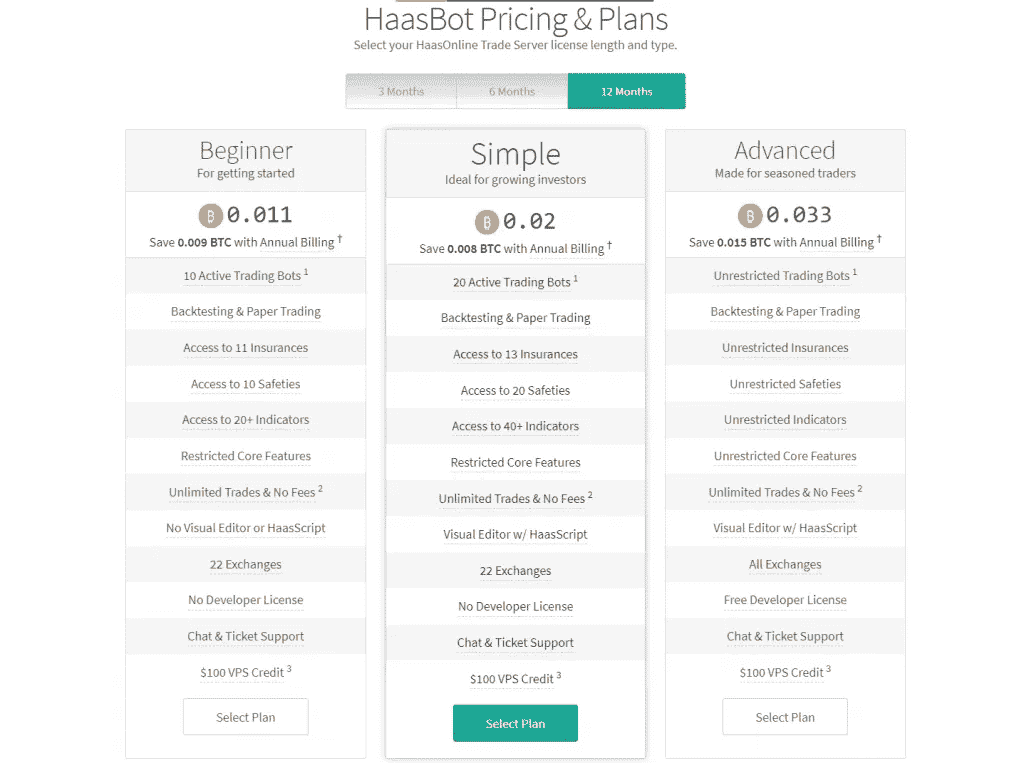 HaasBot Pricing & Plans
Select your HaasOnline Trade Server license length and type.
3 Months
6 Months
12 Months
Beginner
For getting started
₿ 0.011
Save 0.009 BTC with Annual Billing †
10 Active Trading Bots 1
Backtesting & Paper Trading
Access to 11 Insurances
Access to 10 Safeties
Access to 20+ Indicators
Restricted Core Features
Unlimited Trades & No Fees 2
No Visual Editor or HaasScript
22 Exchanges
No Developer License
Chat & Ticket Support
$100 VPS Credit 3
Select Plan
Simple
Ideal for growing investors
₿ 0.02
Save 0.008 BTC with Annual Billing †
20 Active Trading Bots 1
Backtesting & Paper Trading
Access to 13 Insurances
Access to 20 Safeties
Access to 40+ Indicators
Restricted Core Features
Unlimited Trades & No Fees 2
Visual Editor w/ HaasScript
22 Exchanges
No Developer License
Chat & Ticket Support
$100 VPS Credit 3
Select Plan
Advanced
Made for seasoned traders
₿ 0.033
Save 0.015 BTC with Annual Billing †
Unrestricted Trading Bots 1
Backtesting & Paper Trading
Unrestricted Insurances
Unrestricted Safeties
Unrestricted Indicators
Unrestricted Core Features
Unlimited Trades & No Fees 2
Visual Editor w/ HaasScript
All Exchanges
Free Developer License
Chat & Ticket Support
$100 VPS Credit 3
Select Plan